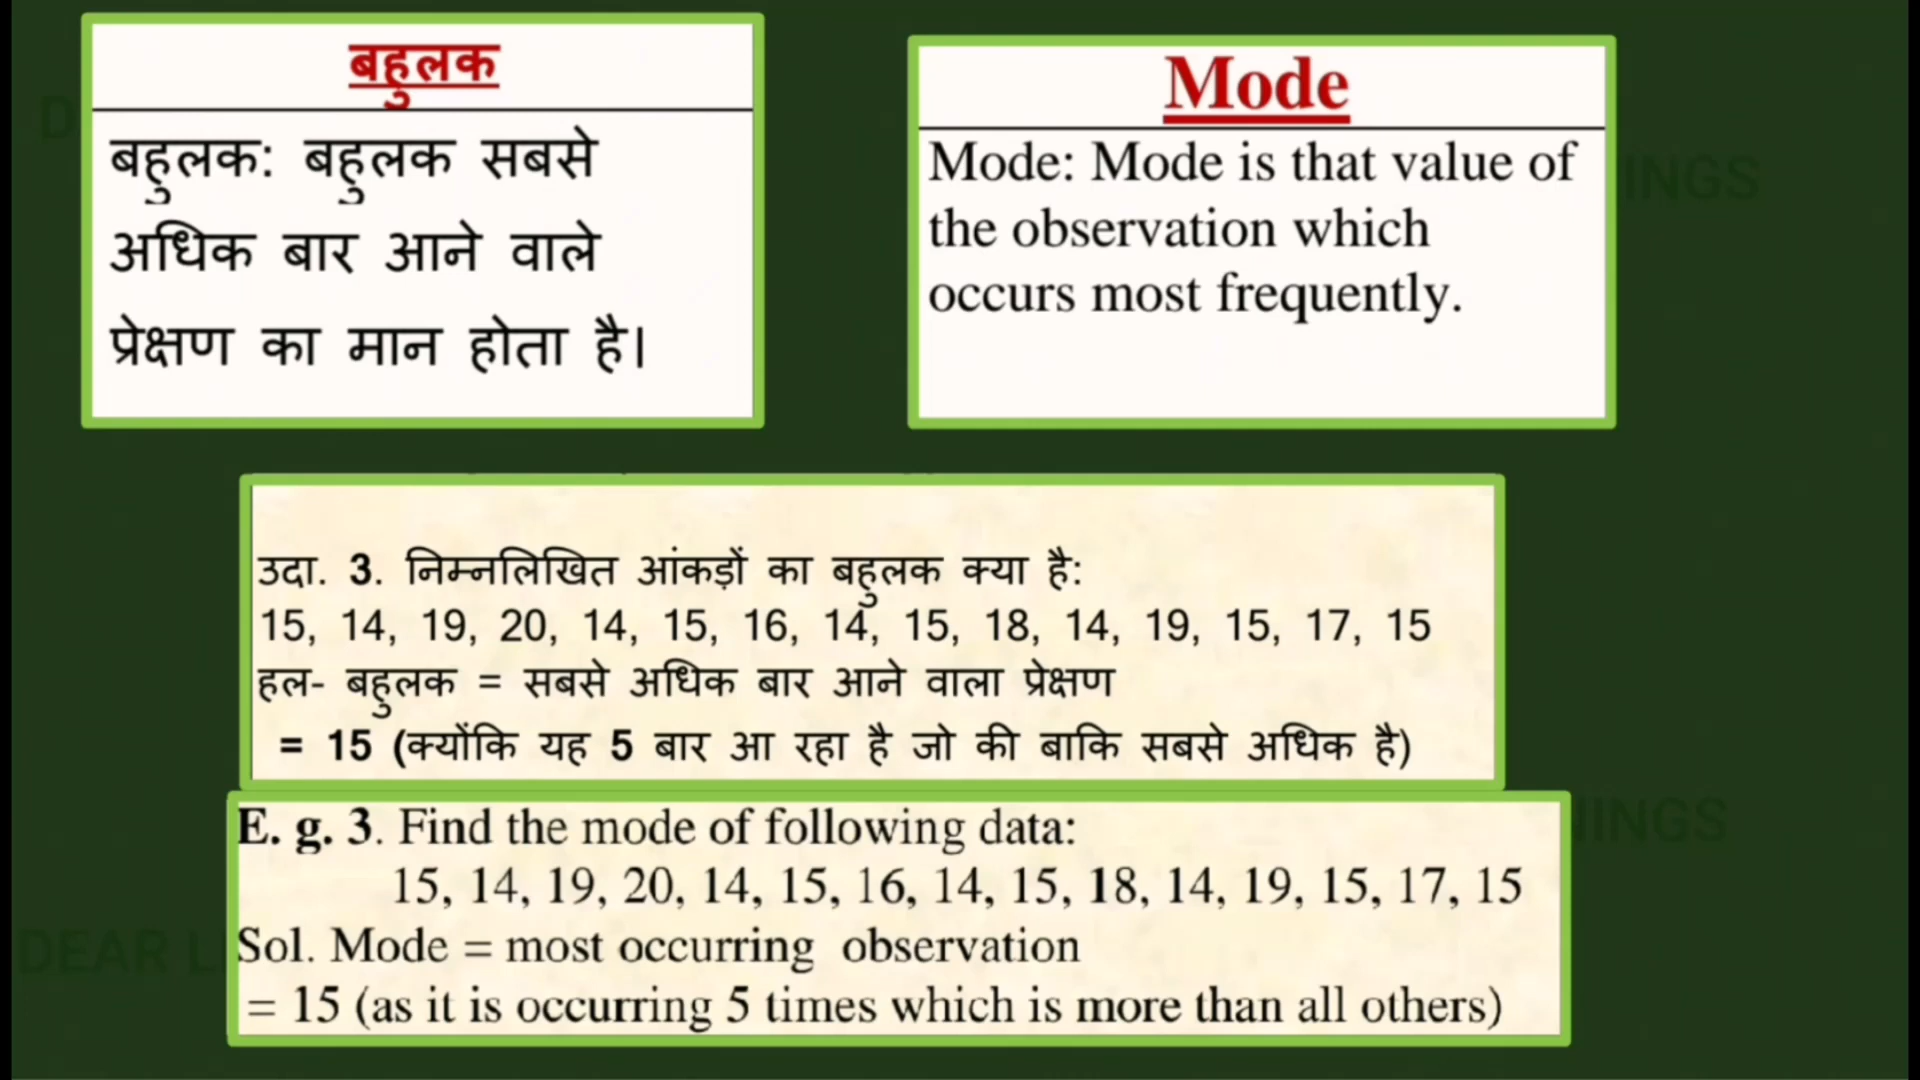 बहुलक
बहुलक: बहुलक सबसे
अधिक बार आने वाले
प्रेक्षण का मान होता है।
Mode
Mode: Mode is that value of
the observation which
occurs most frequently.
उदा. 3. निम्नलिखित आंकड़ों का बहुलक क्या है:
15, 14, 19, 20, 14, 15, 16, 14, 15, 18, 14, 19, 15, 17, 15
हल- बहुलक = सबसे अधिक बार आने वाला प्रेक्षण
= 15 (क्योंकि यह 5 बार आ रहा है जो की बाकि सबसे अधिक है)
E. g. 3. Find the mode of following data:
15, 14, 19, 20, 14, 15, 16, 14, 15, 18, 14, 19, 15, 17, 15
Sol. Mode = most occurring observation
= 15 (as it is occurring 5 times which is more than all others)
DEAR